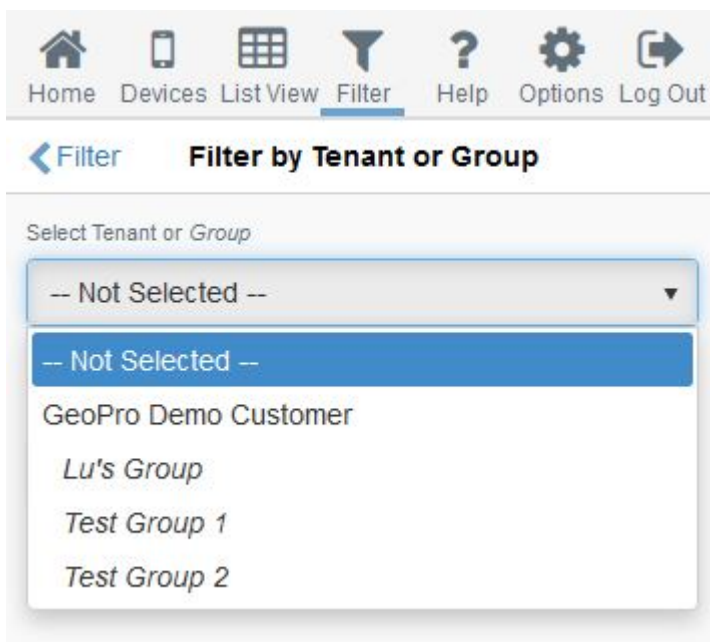 Home Devices List View Filter Help Options Log Out
Filter Filter by Tenant or Group
Select Tenant or Group
-- Not Selected --
-- Not Selected --
GeoPro Demo Customer
Lu's Group
Test Group 1
Test Group 2